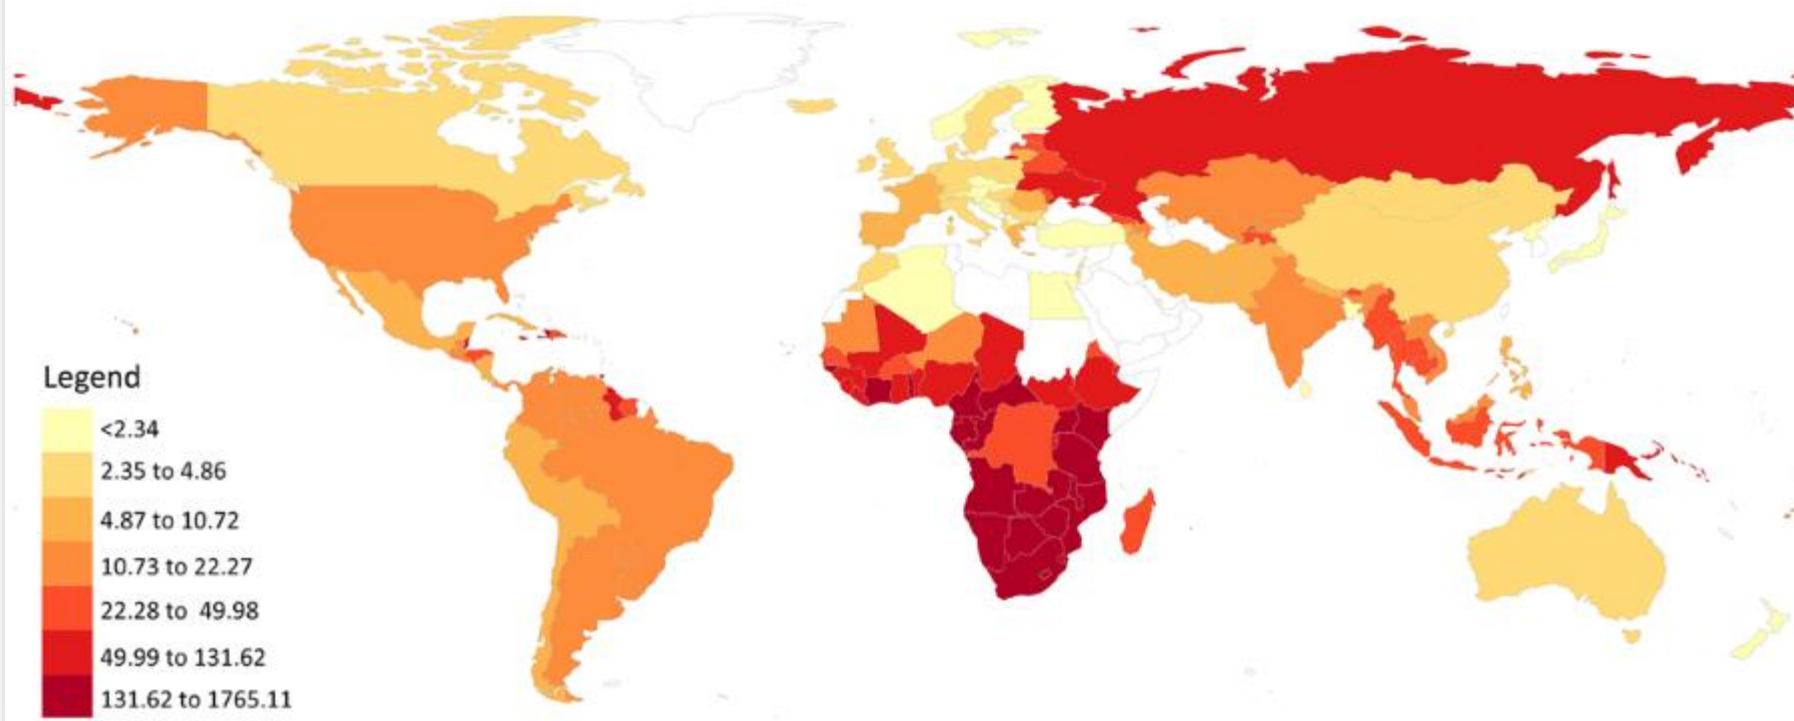 Legend
<2.34
2.35 to 4.86
4.87 to 10.72
10.73 to 22.27
22.28 to  49.98
49.99 to 131.62
131.62 to 1765.11